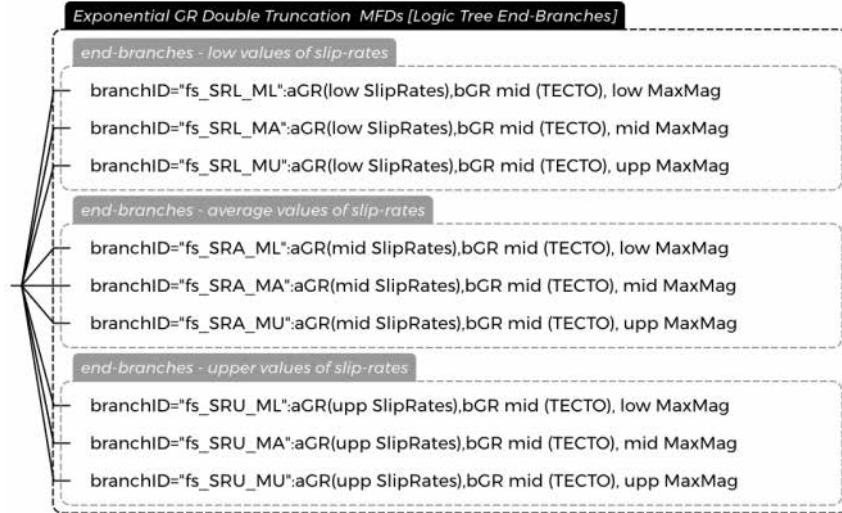 Exponential GR Double Truncation MFDs [Logic Tree End-Branches]
end-branches - low values of slip-rates
branchID="fs_SRL_ML":aGR(low SlipRates),bGR mid (TECTO), low MaxMag
branchID="fs_SRL_MA":aGR(low SlipRates),bGR mid (TECTO), mid MaxMag
branchID="fs_SRL_MU":aGR(low SlipRates),bGR mid (TECTO), upp MaxMag
end-branches - average values of slip-rates
branchID="fs_SRA_ML":aGR(mid SlipRates),bGR mid (TECTO), low MaxMag
branchID="fs_SRA_MA":aGR(mid SlipRates),bGR mid (TECTO), mid MaxMag
branchID="fs_SRA_MU":aGR(mid SlipRates),bGR mid (TECTO), upp MaxMag
end-branches - upper values of slip-rates
branchID="fs_SRU_ML":aGR(upp SlipRates),bGR mid (TECTO), low MaxMag
branchID="fs_SRU_MA":aGR(upp SlipRates),bGR mid (TECTO), mid MaxMag
branchID="fs_SRU_MU":aGR(upp SlipRates),bGR mid (TECTO), upp MaxMag